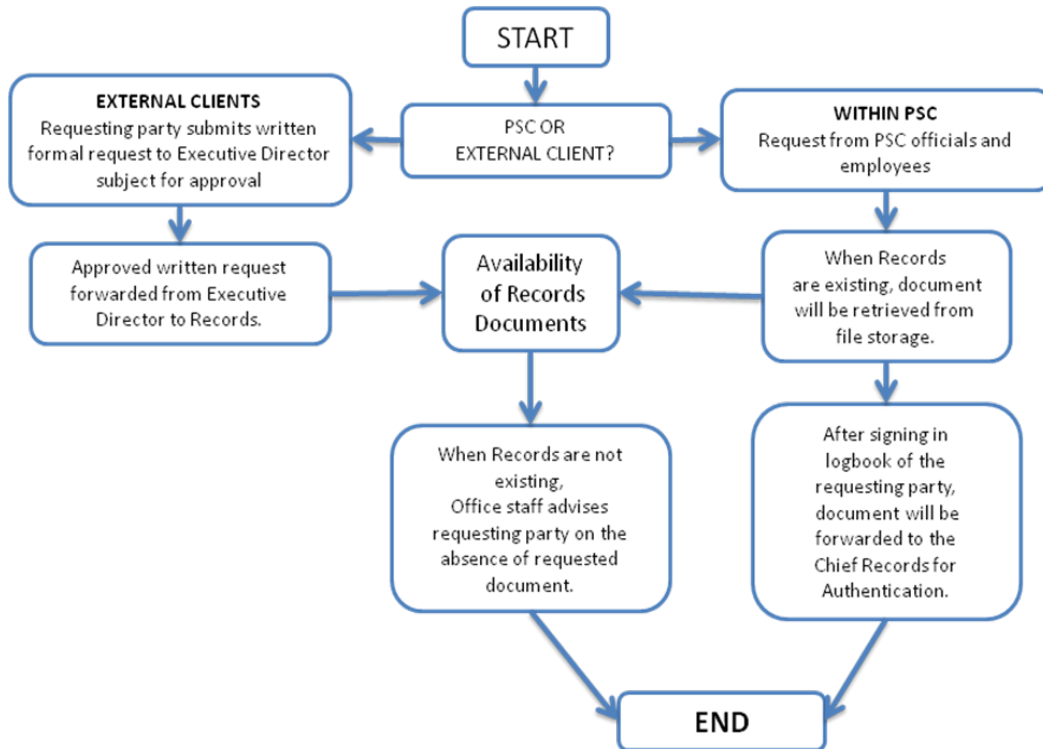 START
EXTERNAL CLIENTS
Requesting party submits written
formal request to Executive Director
subject for approval
PSC OR
EXTERNAL CLIENT?
WITHIN PSC
Request from PSC officials and
employees
Approved written request
forwarded from Executive
Director to Records.
Availability
of Records
Documents
When Records
are existing, document
will be retrieved from
file storage.
When Records are not
existing,
Office staff advises
requesting party on the
absence of requested
document.
After signing in
logbook of the
requesting party,
document will be
forwarded to the
Chief Records for
Authentication.
END